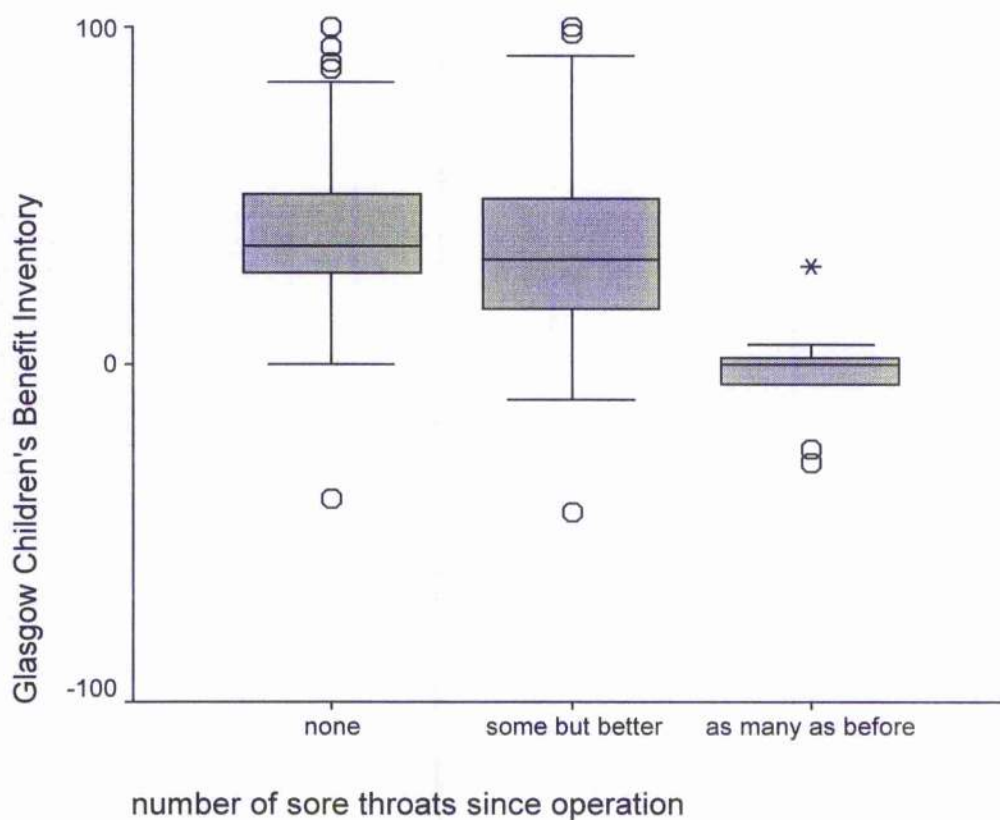 Glasgow Children's Benefit Inventory
100
0
-100
none some but better as many as before
number of sore throats since operation